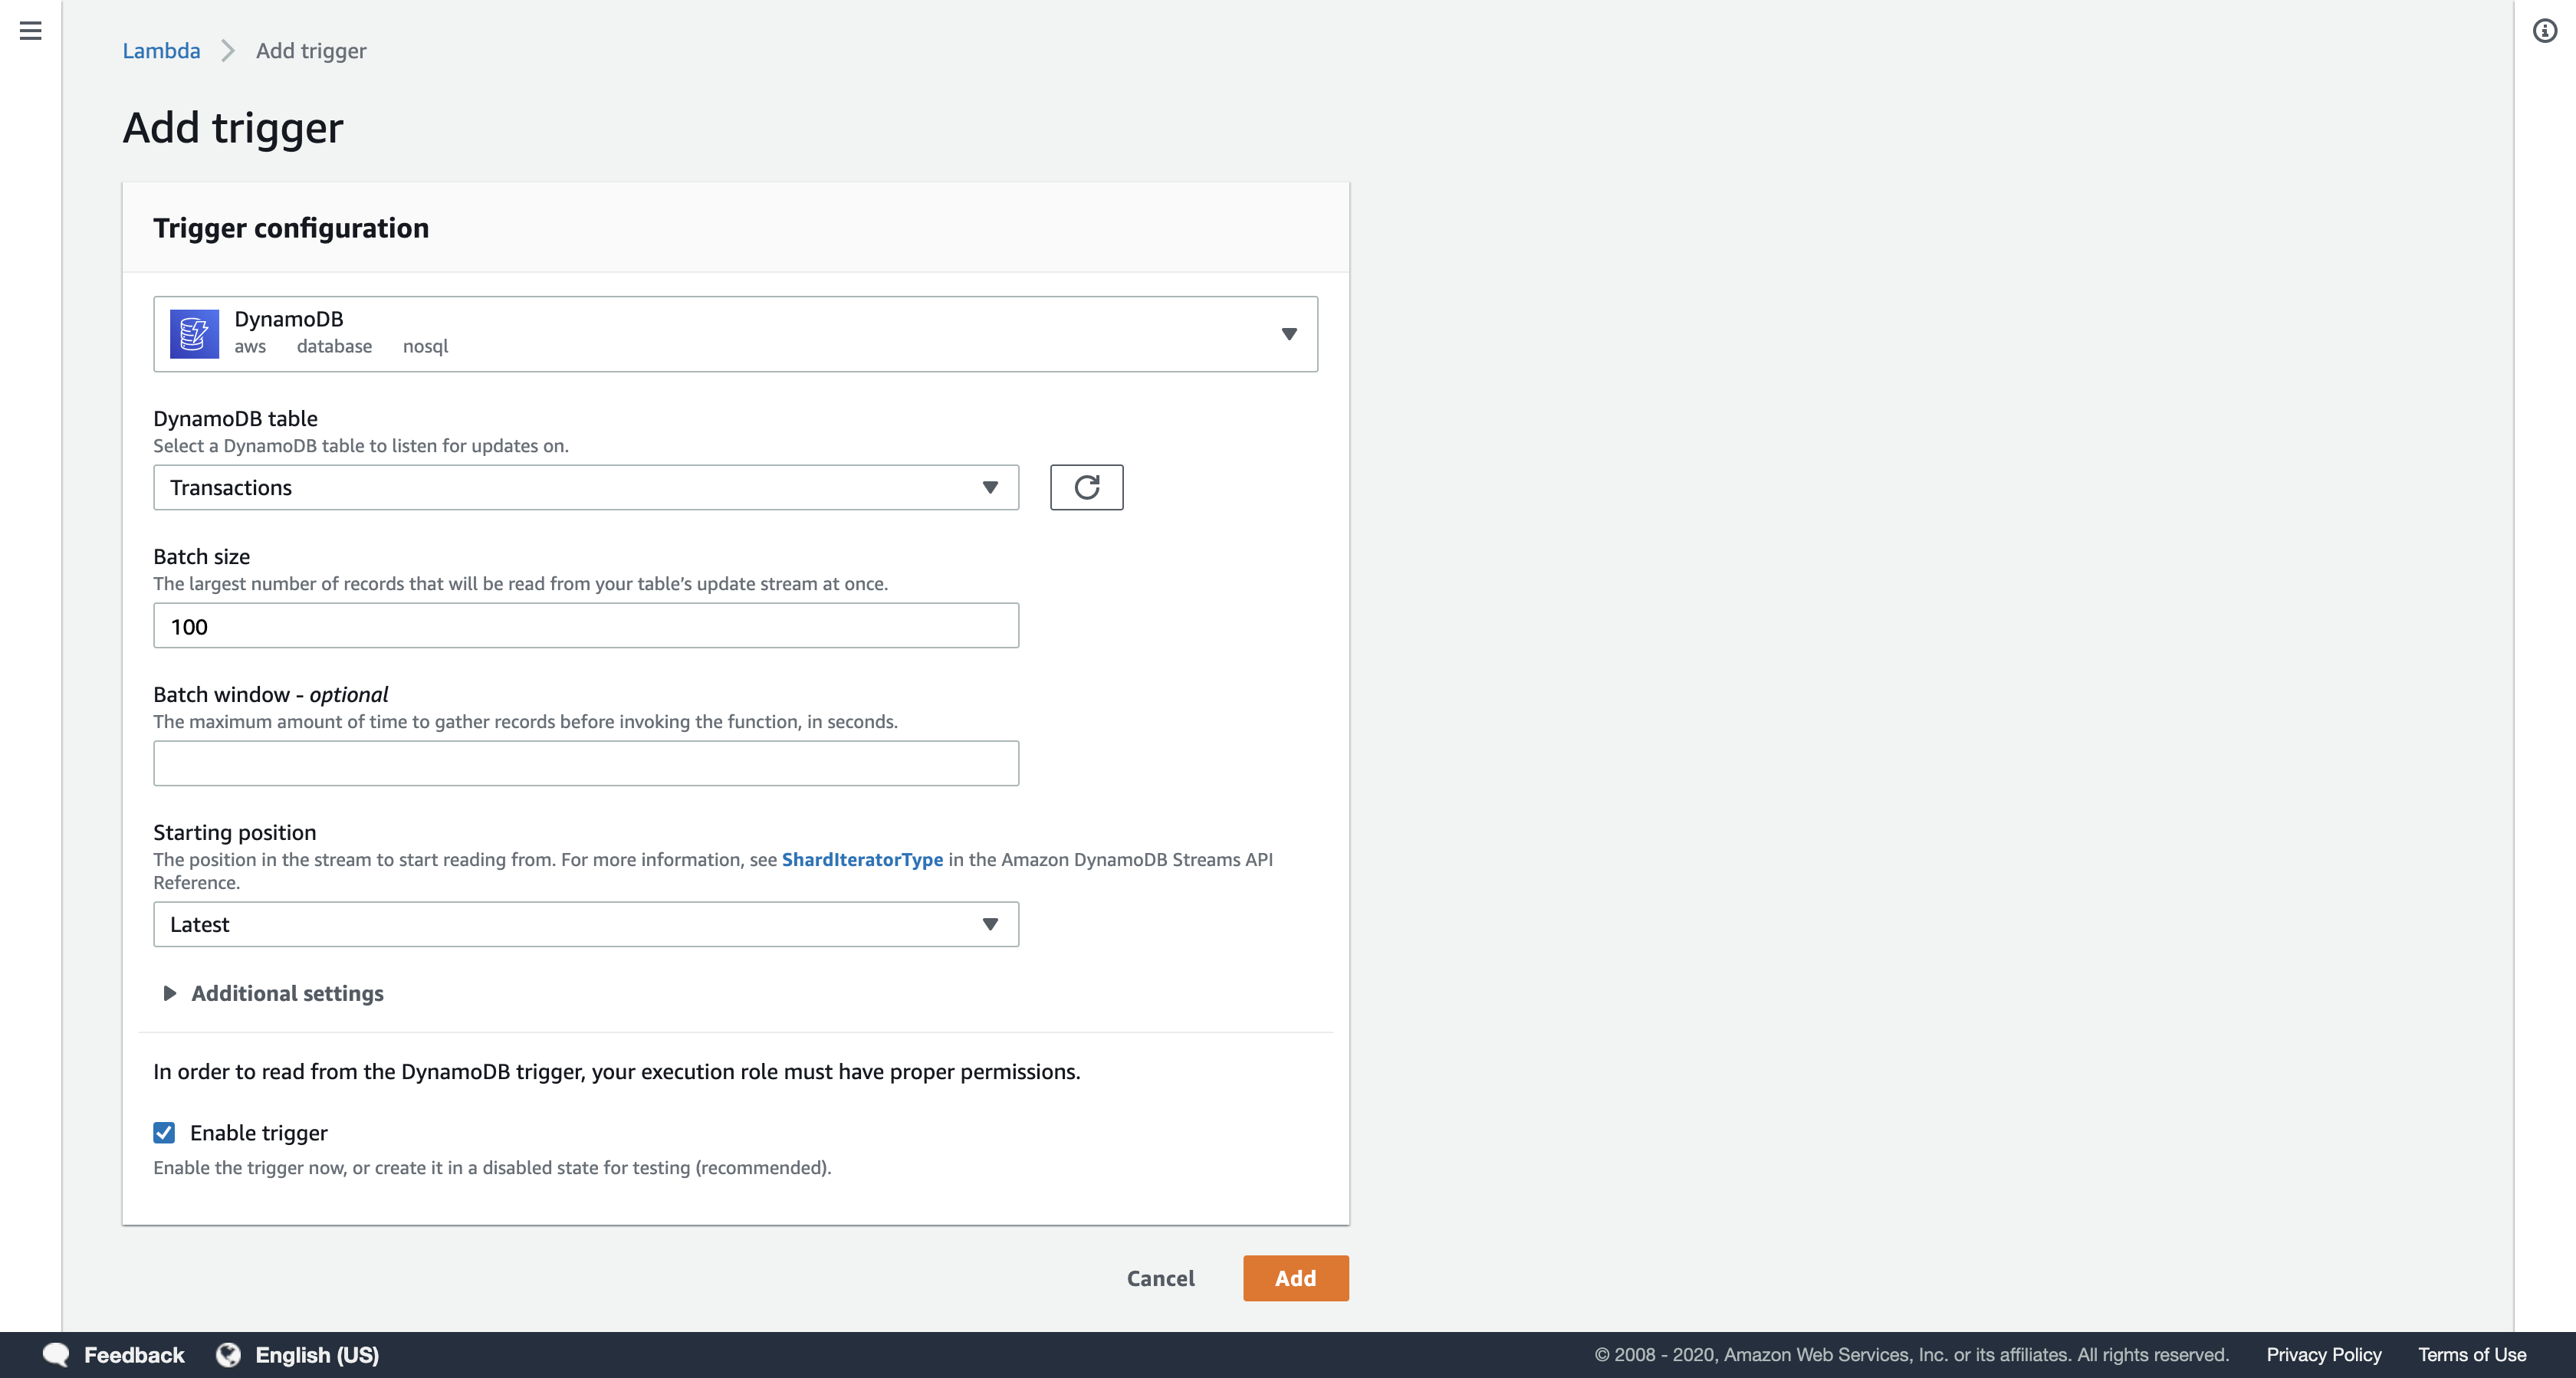 Lambda Add trigger
Add trigger
Trigger configuration
DynamoDB
aws database nosql
DynamoDB table
Select a DynamoDB table to listen for updates on.
Transactions
Batch size
The largest number of records that will be read from your table’s update stream at once.
100
Batch window - optional
The maximum amount of time to gather records before invoking the function, in seconds.
Starting position
The position in the stream to start reading from. For more information, see ShardIteratorType in the Amazon DynamoDB Streams API
Reference.
Latest
Additional settings
In order to read from the DynamoDB trigger, your execution role must have proper permissions.
Enable trigger
Enable the trigger now, or create it in a disabled state for testing (recommended).
Cancel Add
Feedback English (US) © 2008 - 2020, Amazon Web Services, Inc. or its affiliates. All rights reserved. Privacy Policy Terms of Use